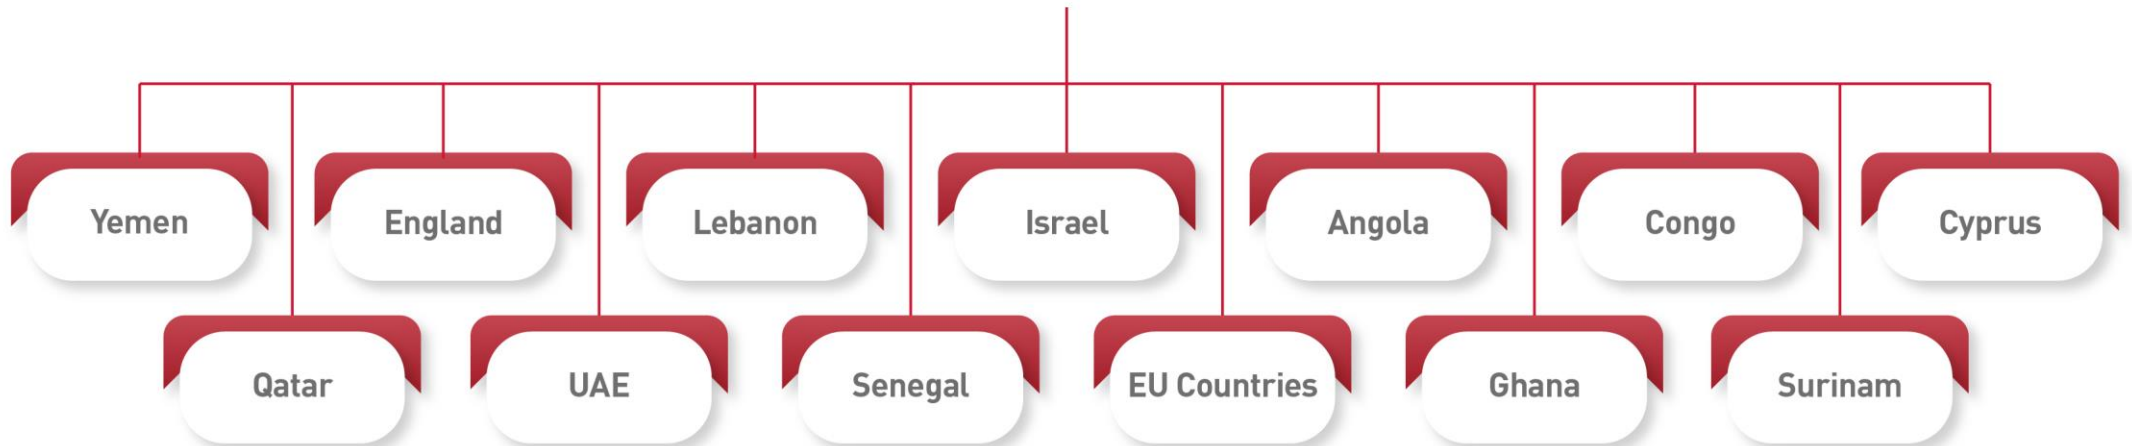 Yemen
England
Lebanon
Israel
Angola
Congo
Cyprus
Qatar
UAE
Senegal
EU Countries
Ghana
Surinam